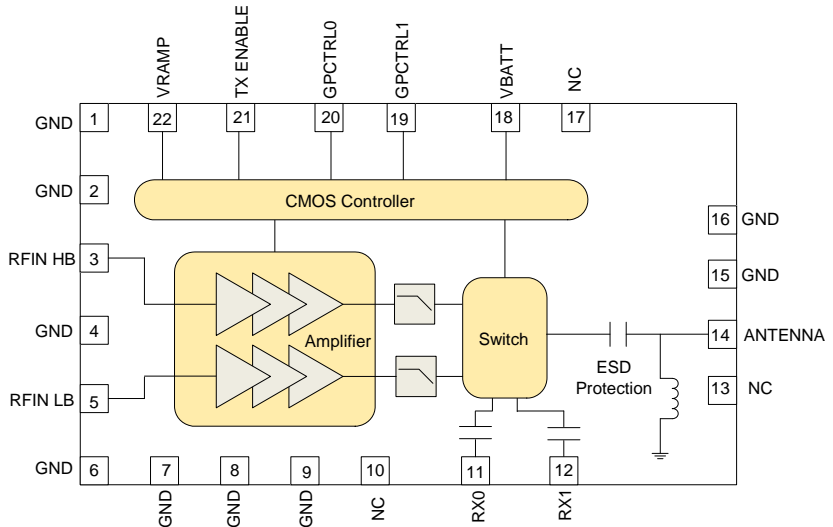 VRAMP
TX ENABLE
GPCTRL0
GPCTRL1
VBATT
NC
GND 1
22
21
20
19
18
17
GND 2
CMOS Controller
16 GND
RFIN HB 3
15 GND
GND 4
Amplifier
Switch
14 ANTENNA
ESD
Protection
RFIN LB 5
13 NC
GND 6
7
8
9
10
11
12
GND
GND
GND
NC
RX0
RX1